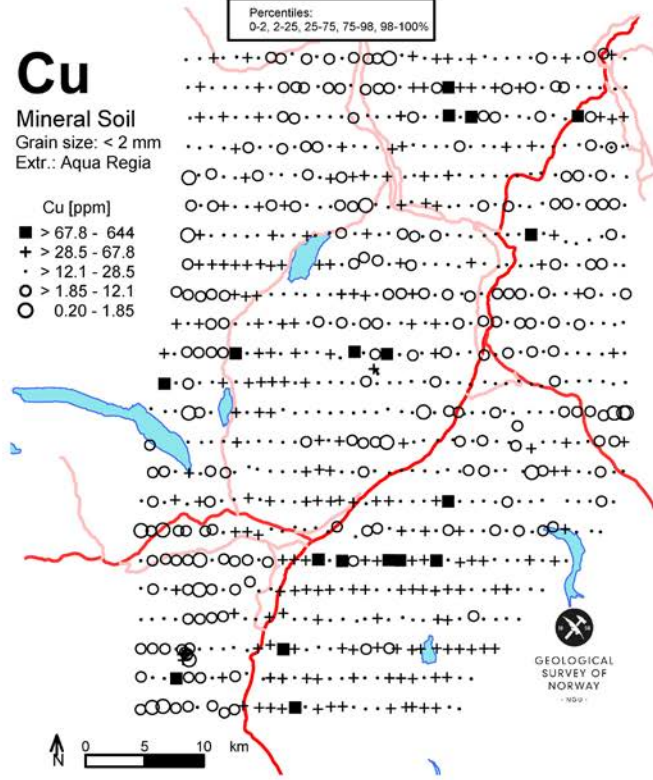 Percentiles:
0-2, 2-25, 25-75, 75-98, 98-100%
Cu
Mineral Soil
Grain size: < 2 mm
Extr.: Aqua Regia
Cu [ppm]
> 67.8 - 644
> 28.5 - 67.8
> 12.1 - 28.5
> 1.85 - 12.1
0.20 - 1.85
GEOLOGICAL
SURVEY OF
NORWAY
- NGU -
N
0 5 10 km